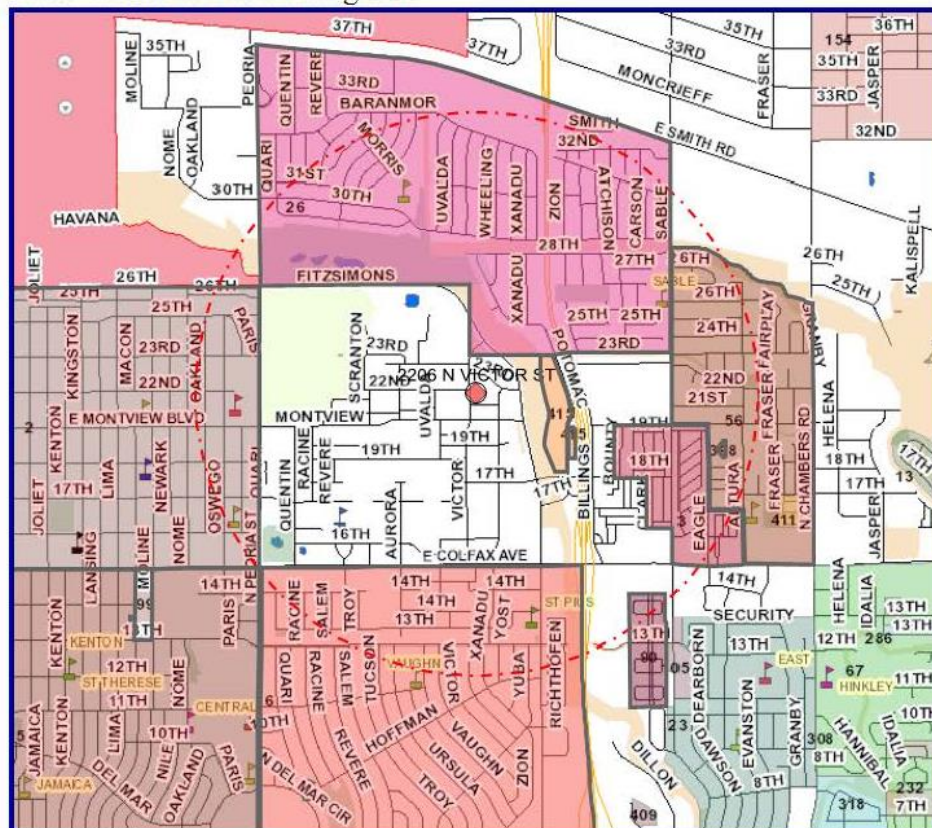 37TH
36TH
35TH
35TH
37TH
33RD
154
35TH
MOLINE
PEORIA
QUENTIN
REVERE
33RD
MONCRIEFF
FRASER
33RD
JASPER
BARANMOR
SMITH
32ND
32ND
E SMITH RD
NOME
OAKLAND
MORRIS
QUARI
31ST
30TH
30TH
UVALDA
WHEELING
XANADU
ZION
ATCHISON
CARSON
SABLE
26
HAVANA
28TH
JOLIET
26TH
26TH
FITZSIMONS
27TH
26TH
26TH
KALISPELL
25TH
25TH
XANADU
SABLE
26TH
25TH
25TH
25TH
24TH
GRANBY
KINGSTON
MACON
23RD
OAKLAND
PARIS
SCRANTON
23RD
POTOMAC
23RD
FAIRPLAY
22ND
22ND
2206 N VICTOR ST
22ND
21ST
FRASER
HELENA
E MONTVIEW BLVD
MONTVIEW
UVALDA
2
KENTON
19TH
19TH
19TH
56
N CHAMBERS RD
17TH
LIMA
NEWARK
QUENTIN
RACINE
REVERE
17TH
17TH
BILLINGS
18TH
18TH
17TH
17TH
13
JOLIET
OSWEGO
QUARI
N PEORIA ST
16TH
AURORA
VICTOR
EAGLE
3
FRASER
411
JASPER
LANSING
MOLINE
NOME
E COLFAX AVE
14TH
14TH
14TH
14TH
14TH
13TH
SECURITY
HELENA
IDALIA
13TH
13TH
KENTON
99
PARIS
RACINE
SALEM
TROY
13TH
XANADU
YOST
ST PIUS
13TH
13TH
12TH
286
KENTON
12TH
VAUGHN
EAST
67
HINKLEY
11TH
ST THERESE
11TH
NOME
CENTRAL
QUARI
RACINE
SALEM
TUCSON
YUBA
RICHTHOFEN
DEARBORN
EVANSTON
GRANBY
10TH
JAMAICA
KENTON
LIMA
10TH
NILE
10TH
HOFFMAN
REVERE
VAUGHN
23
DAWSON
308
8TH
HANNIBAL
IDALIA
JAMAICA
DEL MAR
OAKLAND
PARIS
N DEL MAR CIR
URSULA
TROY
ZION
DILLON
8TH
232
7TH
318
409